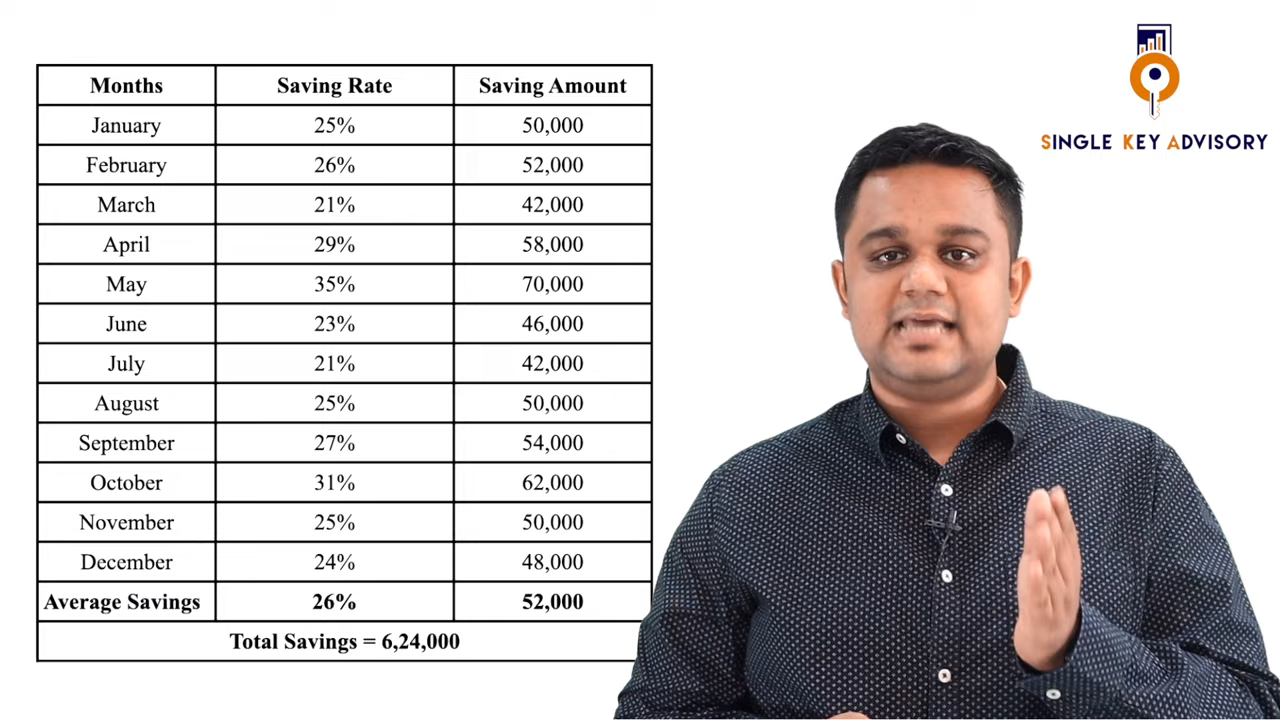 Months Saving Rate Saving Amount
January 25% 50,000
February 26% 52,000
March 21% 42,000
April 29% 58,000
May 35% 70,000
June 23% 46,000
July 21% 42,000
August 25% 50,000
September 27% 54,000
October 31% 62,000
November 25% 50,000
December 24% 48,000
Average Savings 26% 52,000
Total Savings = 6,24,000
SINGLE KEY ADVISORY